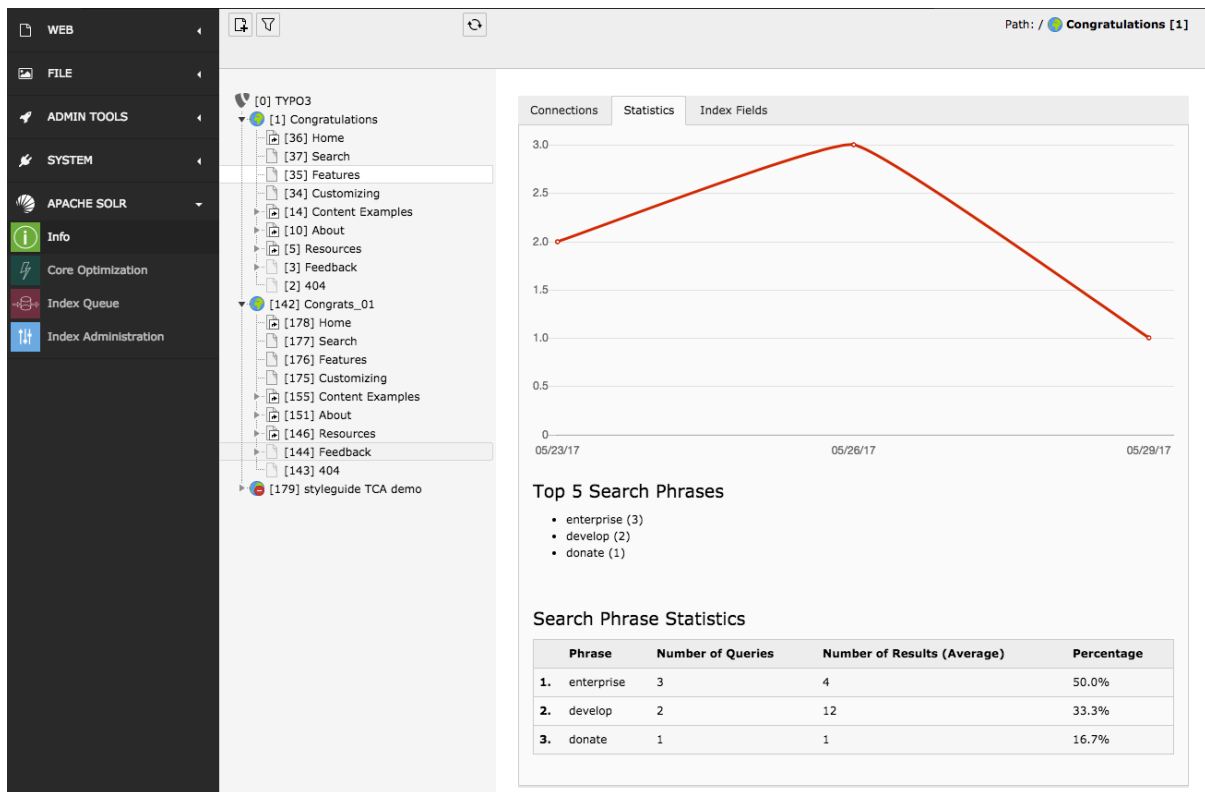 WEB
FILE
ADMIN TOOLS
SYSTEM
APACHE SOLR
Info
Core Optimization
Index Queue
Index Administration
Path: / Congratulations [1]
[0] TYPO3
[1] Congratulations
[36] Home
[37] Search
[35] Features
[34] Customizing
[14] Content Examples
[10] About
[5] Resources
[3] Feedback
[2] 404
[142] Congrats_01
[178] Home
[177] Search
[176] Features
[175] Customizing
[155] Content Examples
[151] About
[146] Resources
[144] Feedback
[143] 404
[179] styleguide TCA demo
Connections Statistics Index Fields
3.0
2.5
2.0
1.5
1.0
0.5
0
05/23/17 05/26/17 05/29/17
Top 5 Search Phrases
• enterprise (3)
• develop (2)
• donate (1)
Search Phrase Statistics
Phrase Number of Queries Number of Results (Average) Percentage
1. enterprise 3 4 50.0%
2. develop 2 12 33.3%
3. donate 1 1 16.7%